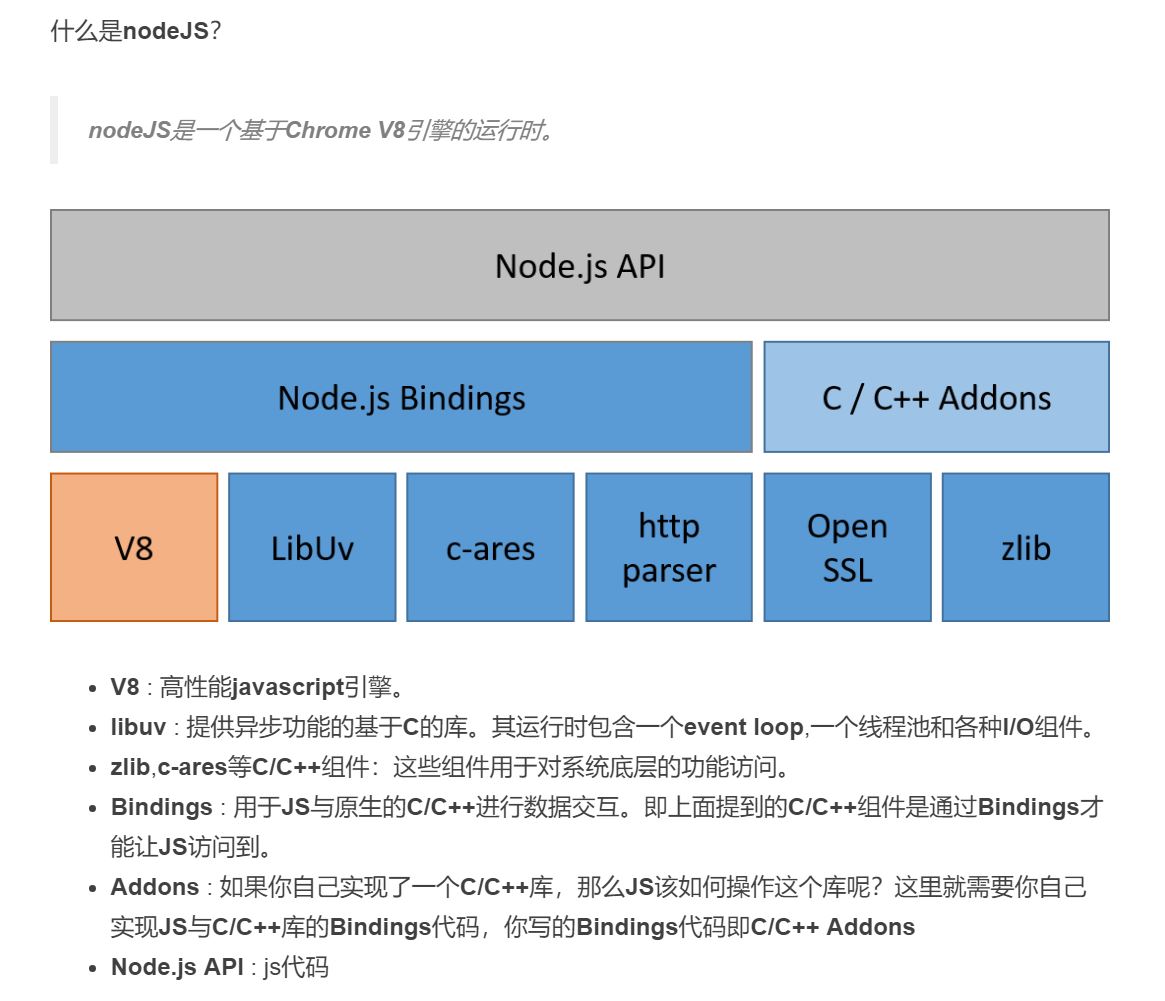 什么是nodeJS？
nodeJS是一个基于Chrome V8引擎的运行时。
Node.js API
Node.js Bindings
C / C++ Addons
V8
LibUv
c-ares
http
parser
Open
SSL
zlib
V8 : 高性能javascript引擎。
libuv : 提供异步功能的基于C的库。其运行时包含一个event loop,一个线程池和各种I/O组件。
zlib,c-ares等C/C++组件：这些组件用于对系统底层的功能访问。
Bindings : 用于JS与原生的C/C++进行数据交互。即上面提到的C/C++组件是通过Bindings才
能让JS访问到。
Addons : 如果你自己实现了一个C/C++库，那么JS该如何操作这个库呢？这里就需要你自己
实现JS与C/C++库的Bindings代码，你写的Bindings代码即C/C++ Addons
Node.js API : js代码